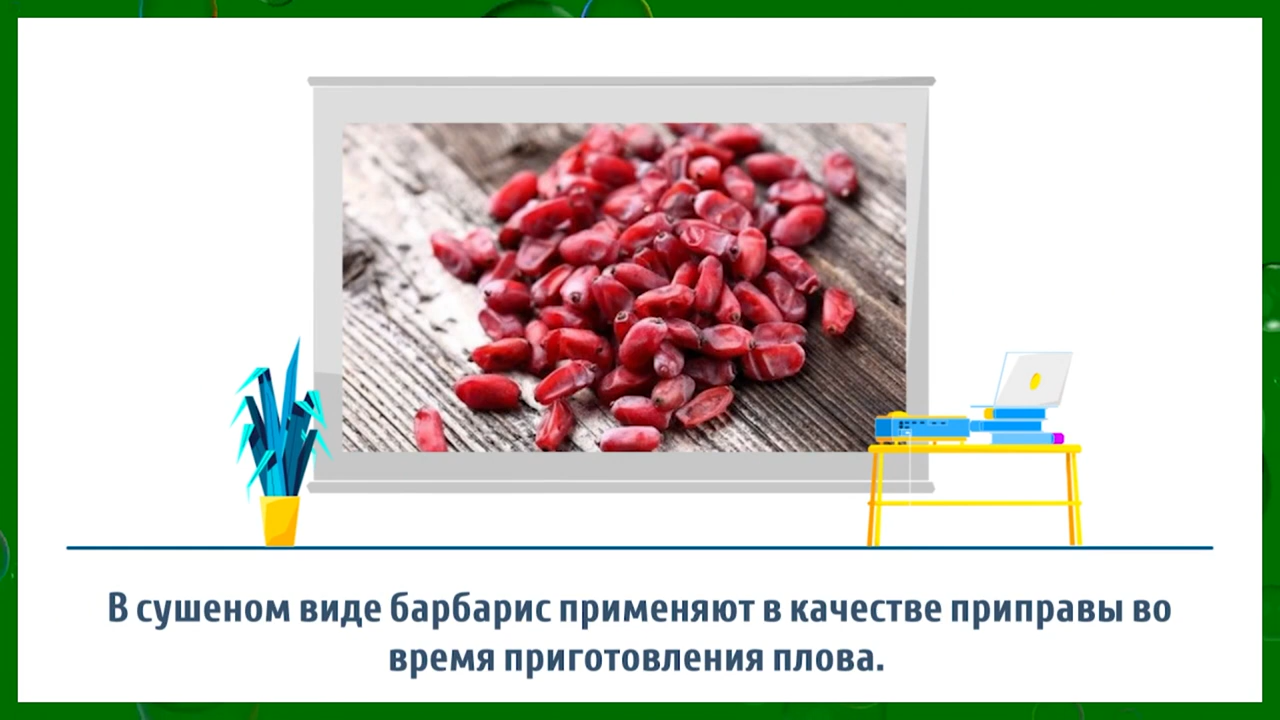 В сушеном виде барбарис применяют в качестве приправы во
время приготовления плова.